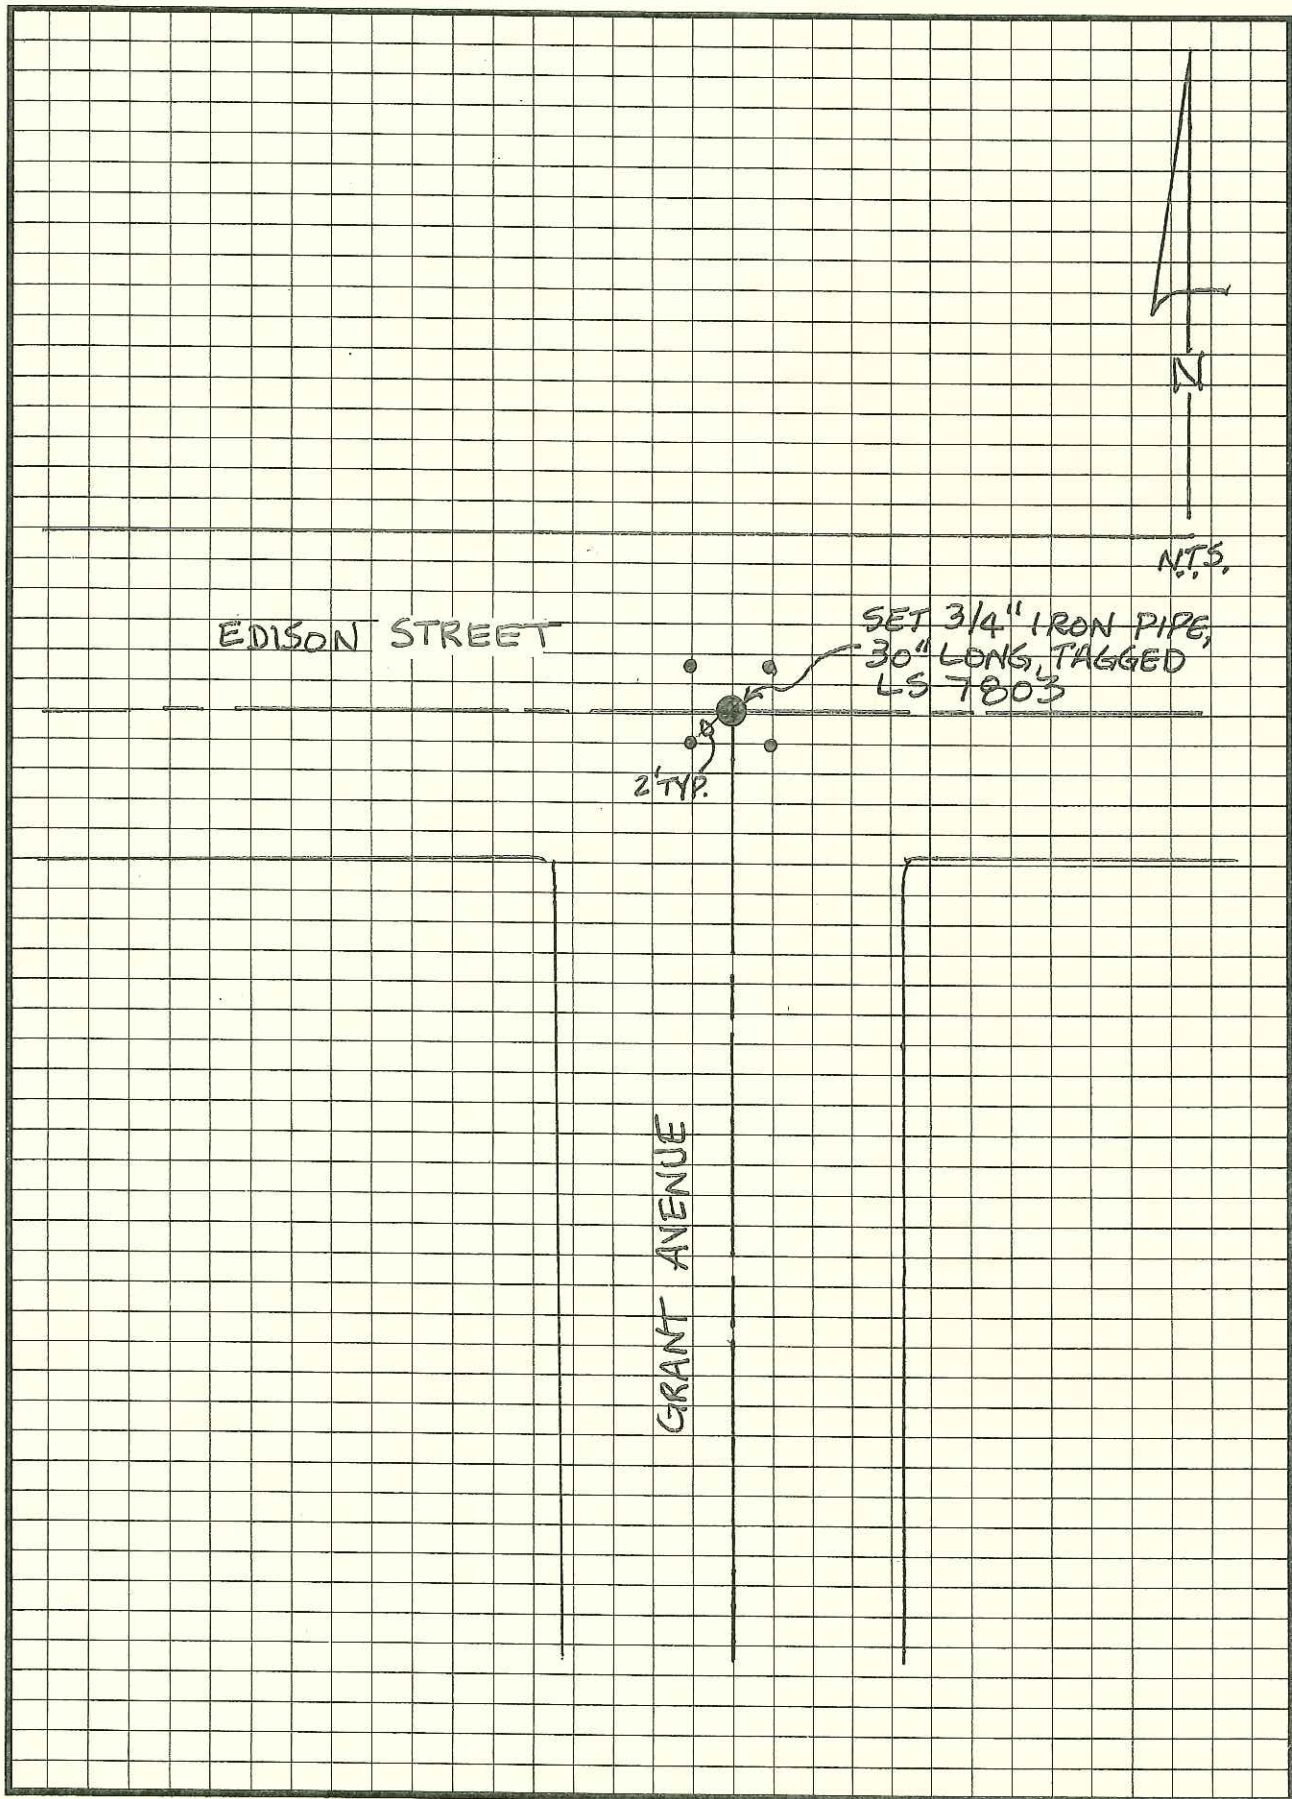 N
N.T.S.
EDISON STREET
SET 3/4" IRON PIPE,
30" LONG, TAGGED
LS 7803
2' TYP.
GRANT AVENUE